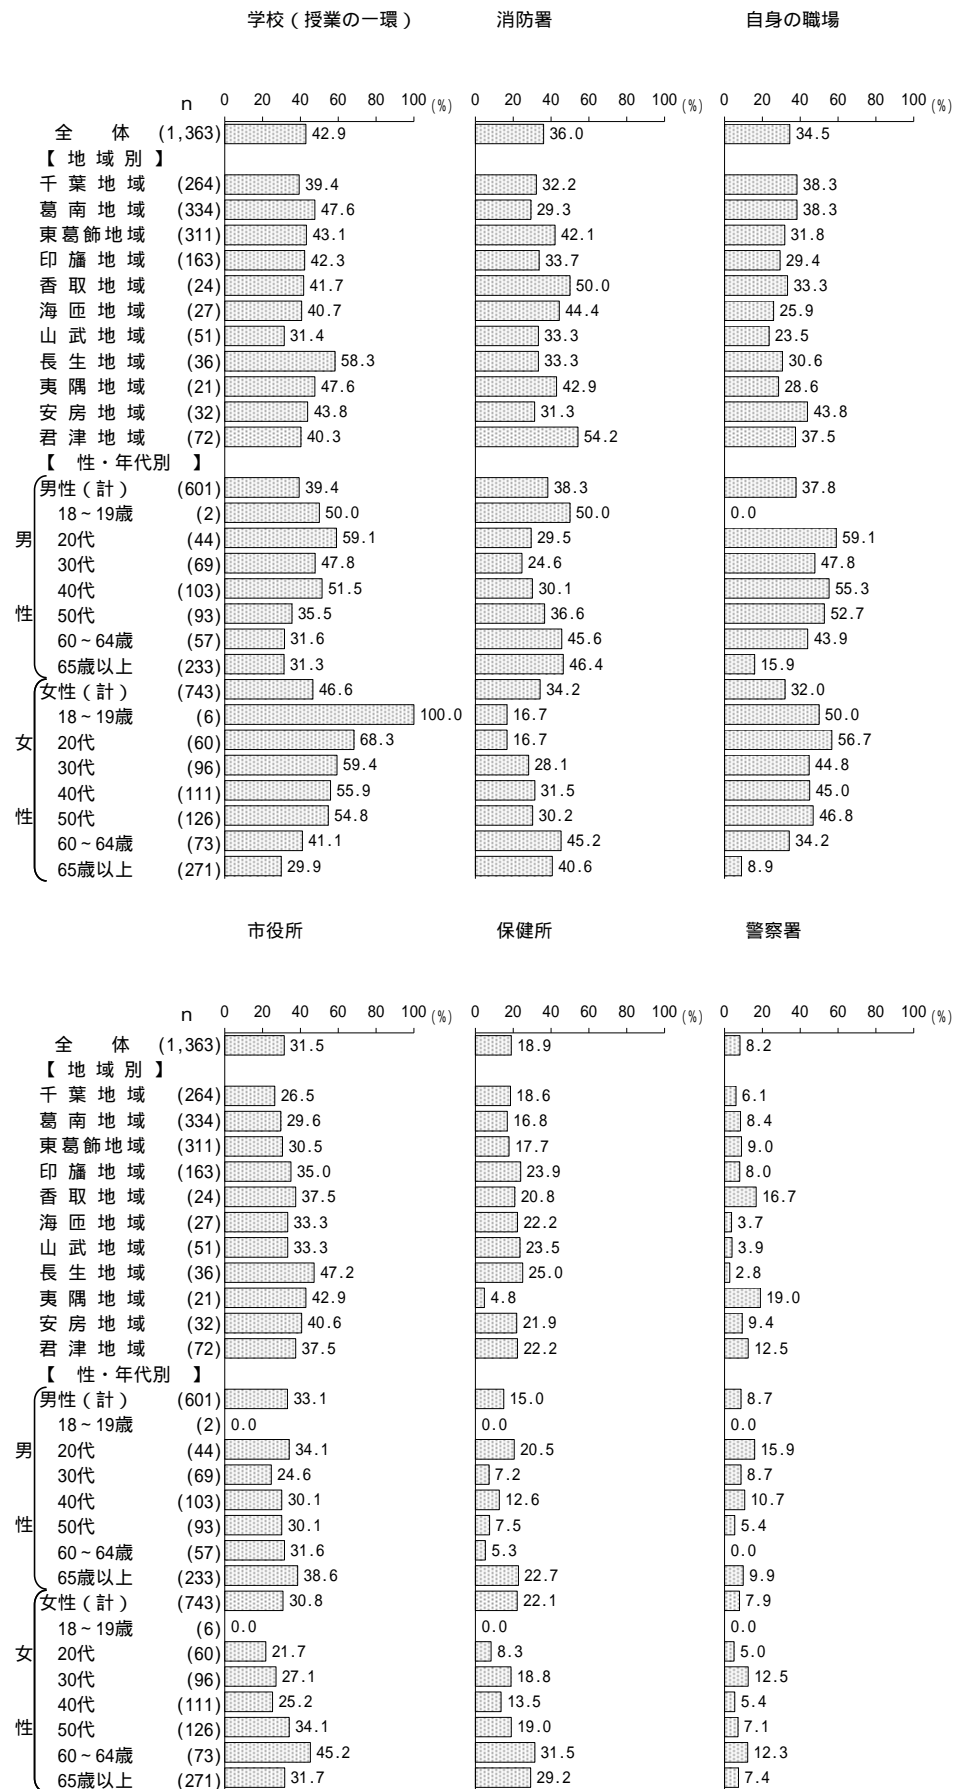 学校（授業の一環） 消防署 自身の職場
n 0 20 40 60 80 100(%) 0 20 40 60 80 100(%) 0 20 40 60 80 100(%)
全体 (1,363) 42.9 36.0 34.5
【地域別】
千葉地域 (264) 39.4 32.2 38.3
葛南地域 (334) 47.6 29.3 38.3
東葛飾地域 (311) 43.1 42.1 31.8
印旛地域 (163) 42.3 33.7 29.4
香取地域 (24) 41.7 50.0 33.3
海匝地域 (27) 40.7 44.4 25.9
山武地域 (51) 31.4 33.3 23.5
長生地域 (36) 58.3 33.3 30.6
夷隅地域 (21) 47.6 42.9 28.6
安房地域 (32) 43.8 31.3 43.8
君津地域 (72) 40.3 54.2 37.5
【性・年代別】
男性（計） (601) 39.4 38.3 37.8
18~19歳 (2) 50.0 50.0 0.0
男 20代 (44) 59.1 29.5 59.1
30代 (69) 47.8 24.6 47.8
40代 (103) 51.5 30.1 55.3
性 50代 (93) 35.5 36.6 52.7
60~64歳 (57) 31.6 45.6 43.9
65歳以上 (233) 31.3 46.4 15.9
女性（計） (743) 46.6 34.2 32.0
18~19歳 (6) 100.0 16.7 50.0
女 20代 (60) 68.3 16.7 56.7
30代 (96) 59.4 28.1 44.8
40代 (111) 55.9 31.5 45.0
性 50代 (126) 54.8 30.2 46.8
60~64歳 (73) 41.1 45.2 34.2
65歳以上 (271) 29.9 40.6 8.9
市役所 保健所 警察署
n 0 20 40 60 80 100(%) 0 20 40 60 80 100(%) 0 20 40 60 80 100(%)
全体 (1,363) 31.5 18.9 8.2
【地域別】
千葉地域 (264) 26.5 18.6 6.1
葛南地域 (334) 29.6 16.8 8.4
東葛飾地域 (311) 30.5 17.7 9.0
印旛地域 (163) 35.0 23.9 8.0
香取地域 (24) 37.5 20.8 16.7
海匝地域 (27) 33.3 22.2 3.7
山武地域 (51) 33.3 23.5 3.9
長生地域 (36) 47.2 25.0 2.8
夷隅地域 (21) 42.9 4.8 19.0
安房地域 (32) 40.6 21.9 9.4
君津地域 (72) 37.5 22.2 12.5
【性・年代別】
男性（計） (601) 33.1 15.0 8.7
18~19歳 (2) 0.0 0.0 0.0
男 20代 (44) 34.1 20.5 15.9
30代 (69) 24.6 7.2 8.7
40代 (103) 30.1 12.6 10.7
性 50代 (93) 30.1 7.5 5.4
60~64歳 (57) 31.6 5.3 0.0
65歳以上 (233) 38.6 22.7 9.9
女性（計） (743) 30.8 22.1 7.9
18~19歳 (6) 0.0 0.0 0.0
女 20代 (60) 21.7 8.3 5.0
30代 (96) 27.1 18.8 12.5
40代 (111) 25.2 13.5 5.4
性 50代 (126) 34.1 19.0 7.1
60~64歳 (73) 45.2 31.5 12.3
65歳以上 (271) 31.7 29.2 7.4